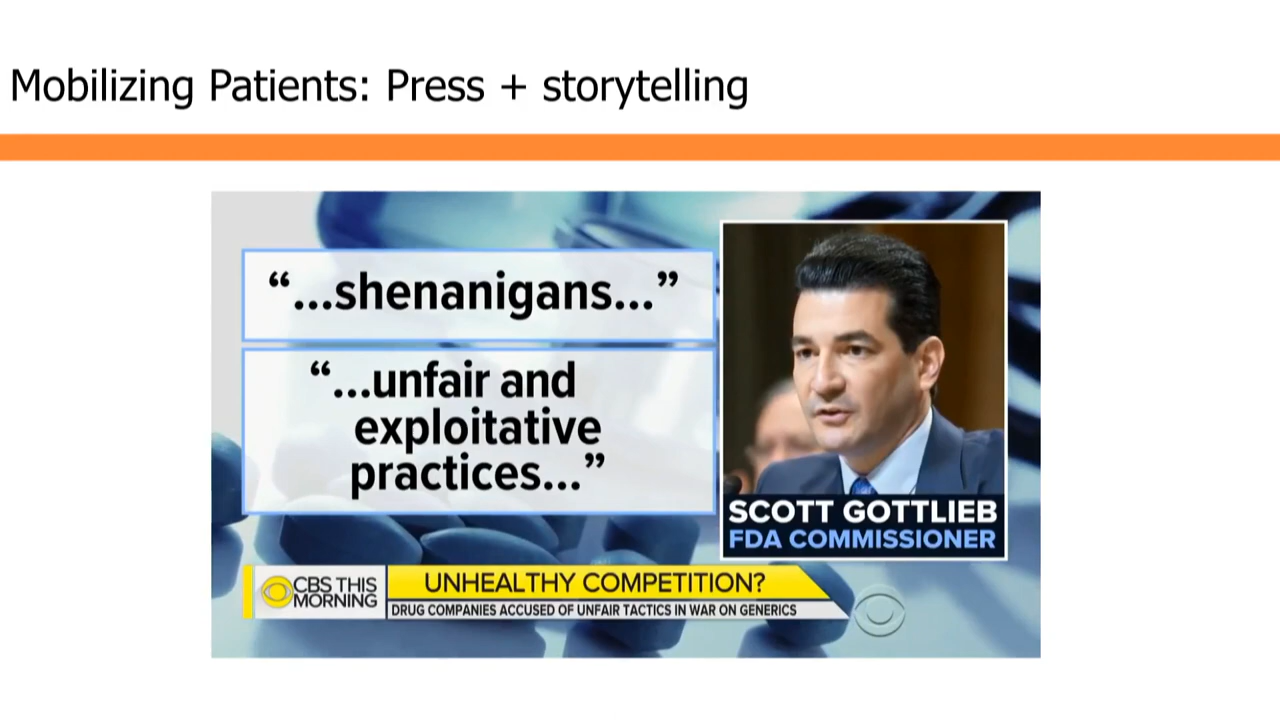 Mobilizing Patients: Press + storytelling
“...shenanigans...”
“...unfair and
exploitative
practices...”
SCOTT GOTTLIEB
FDA COMMISSIONER
CBS THIS
MORNING
UNHEALTHY COMPETITION?
DRUG COMPANIES ACCUSED OF UNFAIR TACTICS IN WAR ON GENERICS